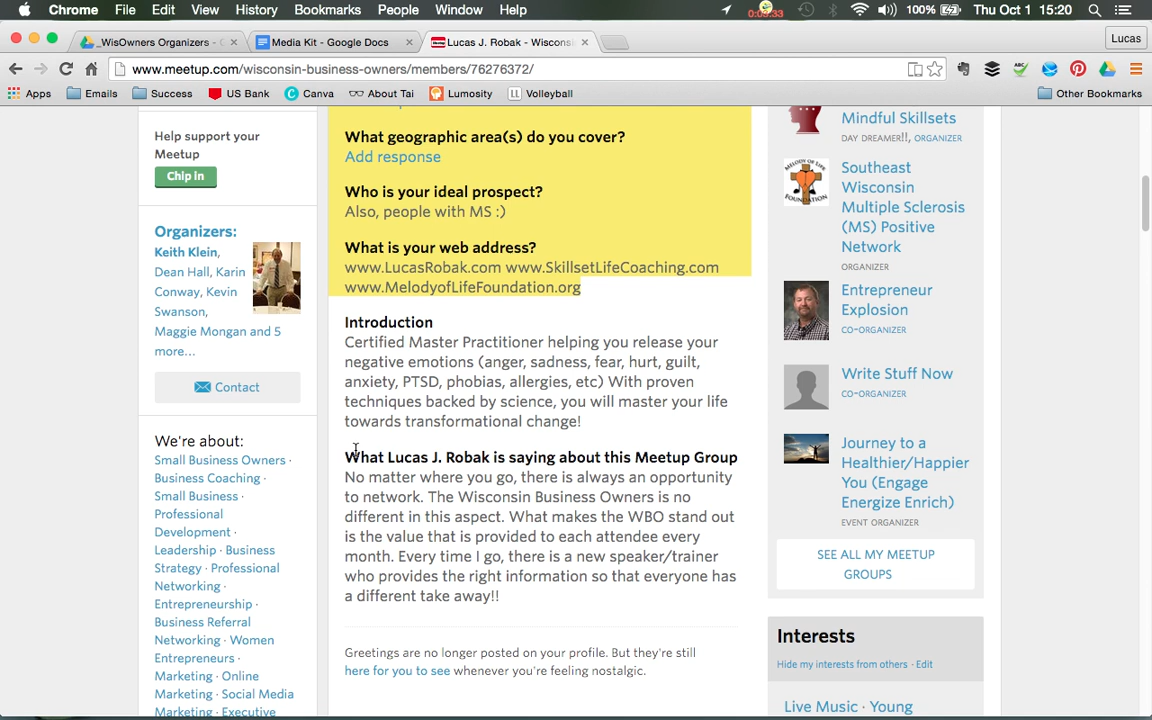 Chrome File Edit View History Bookmarks People Window Help 100% Thu Oct 1 15:20
_WisOwners Organizers - Media Kit - Google Docs Lucas J. Robak - Wiscons Lucas
www.meetup.com/wisconsin-business-owners/members/76276372/
Apps Emails Success US Bank Canva About Tai Lumosity LL Volleyball Other Bookmarks
Help support your
Meetup
Chip in
Organizers:
Keith Klein,
Dean Hall, Karin
Conway, Kevin
Swanson,
Maggie Mongan and 5
more...
Contact
We're about:
Small Business Owners ·
Business Coaching ·
Small Business ·
Professional
Development ·
Leadership · Business
Strategy · Professional
Networking ·
Entrepreneurship ·
Business Referral
Networking · Women
Entrepreneurs ·
Marketing · Online
Marketing · Social Media
Marketing · Executive
What geographic area(s) do you cover?
Add response
Who is your ideal prospect?
Also, people with MS :)
What is your web address?
www.LucasRobak.com www.SkillsetLifeCoaching.com
www.MelodyofLifeFoundation.org
Introduction
Certified Master Practitioner helping you release your
negative emotions (anger, sadness, fear, hurt, guilt,
anxiety, PTSD, phobias, allergies, etc) With proven
techniques backed by science, you will master your life
towards transformational change!
What Lucas J. Robak is saying about this Meetup Group
No matter where you go, there is always an opportunity
to network. The Wisconsin Business Owners is no
different in this aspect. What makes the WBO stand out
is the value that is provided to each attendee every
month. Every time I go, there is a new speaker/trainer
who provides the right information so that everyone has
a different take away!!
Greetings are no longer posted on your profile. But they're still
here for you to see whenever you're feeling nostalgic.
Mindful Skillsets
DAY DREAMER!!, ORGANIZER
Southeast
Wisconsin
Multiple Sclerosis
(MS) Positive
Network
ORGANIZER
Entrepreneur
Explosion
CO-ORGANIZER
Write Stuff Now
CO-ORGANIZER
Journey to a
Healthier/Happier
You (Engage
Energize Enrich)
EVENT ORGANIZER
SEE ALL MY MEETUP
GROUPS
Interests
Hide my interests from others · Edit
Live Music · Young